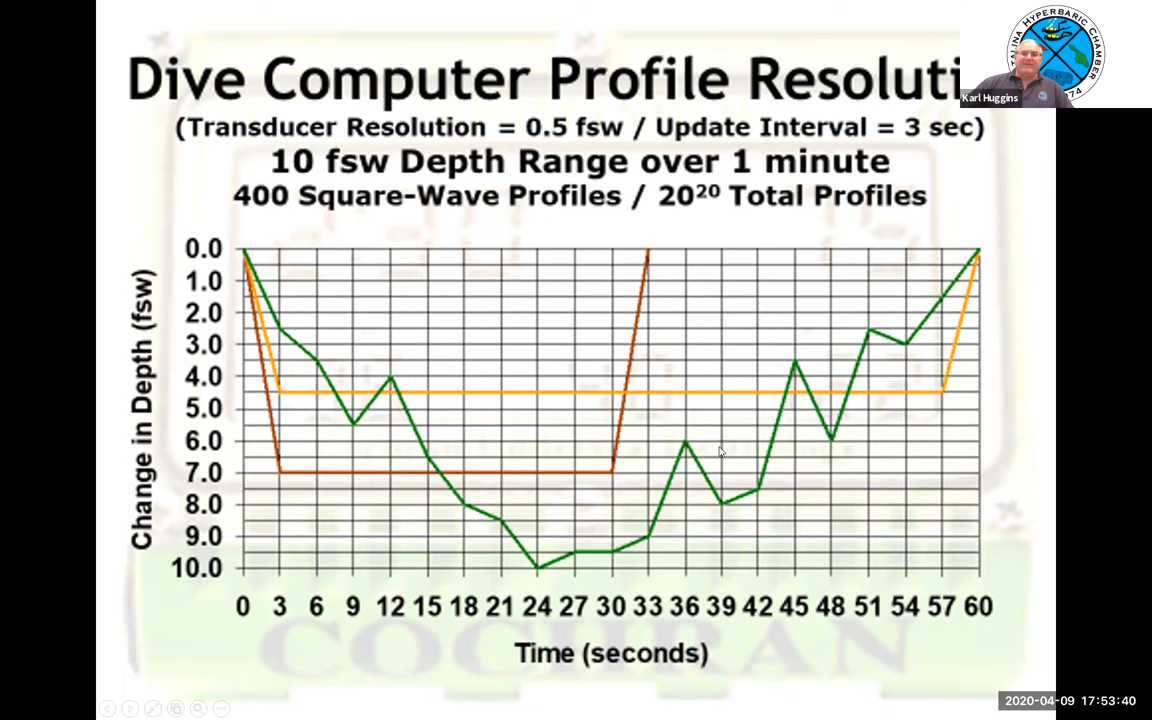 Dive Computer Profile Resoluti
(Transducer Resolution = 0.5 fsw / Update Interval = 3 sec)
10 fsw Depth Range over 1 minute
400 Square-Wave Profiles / 20²⁰ Total Profiles
HYPERBARIC CHAMBER
Karl Huggins
Change in Depth (fsw)
0.0
1.0
2.0
3.0
4.0
5.0
6.0
7.0
8.0
9.0
10.0
0 3 6 9 12 15 18 21 24 27 30 33 36 39 42 45 48 51 54 57 60
Time (seconds)
COCHRAN
2020-04-09 17:53:40